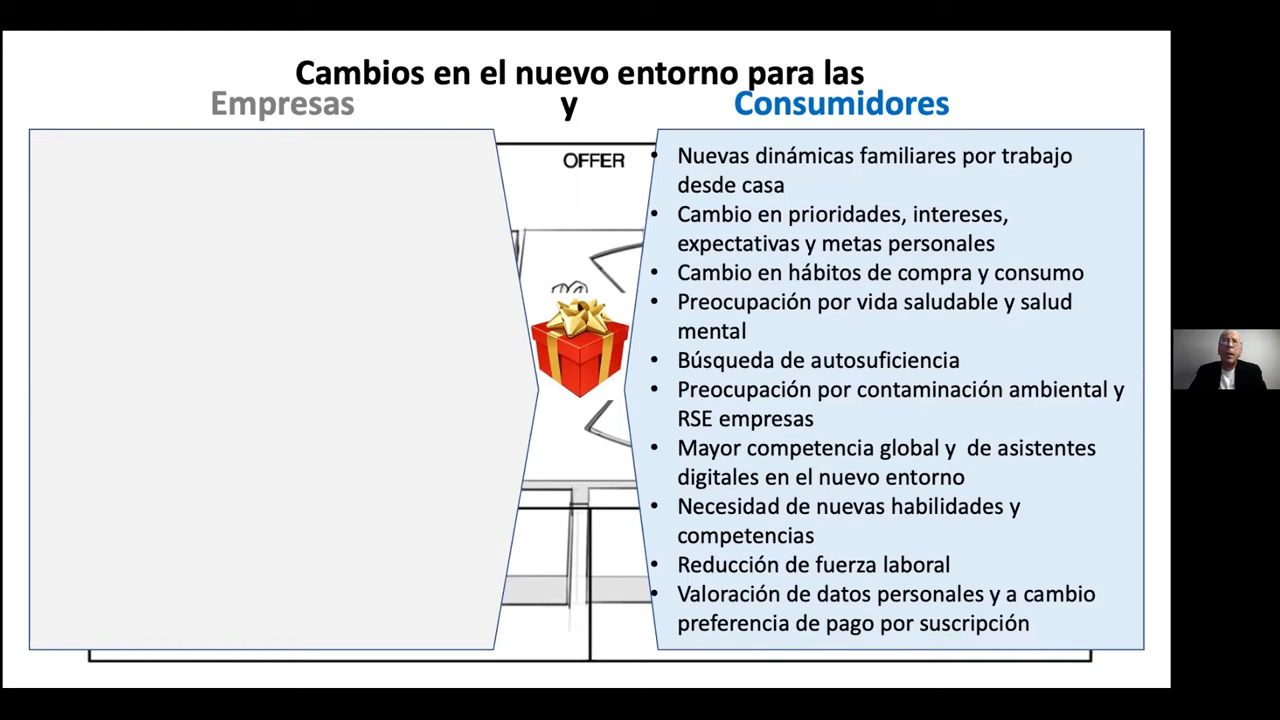 Cambios en el nuevo entorno para las
Empresas y Consumidores
OFFER
• Nuevas dinámicas familiares por trabajo
desde casa
• Cambio en prioridades, intereses,
expectativas y metas personales
• Cambio en hábitos de compra y consumo
• Preocupación por vida saludable y salud
mental
• Búsqueda de autosuficiencia
• Preocupación por contaminación ambiental y
RSE empresas
• Mayor competencia global y  de asistentes
digitales en el nuevo entorno
• Necesidad de nuevas habilidades y
competencias
• Reducción de fuerza laboral
• Valoración de datos personales y a cambio
preferencia de pago por suscripción